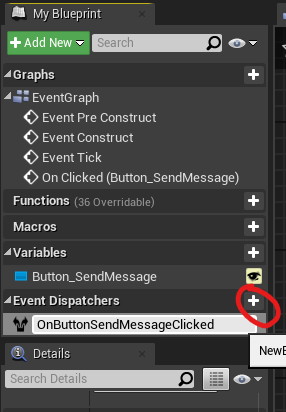 My Blueprint
Add New
Search
Graphs
EventGraph
Event Pre Construct
Event Construct
Event Tick
On Clicked (Button_SendMessage)
Functions (36 Overridable)
Macros
Variables
Button_SendMessage
Event Dispatchers
OnButtonSendMessageClicked
Details
Search Details